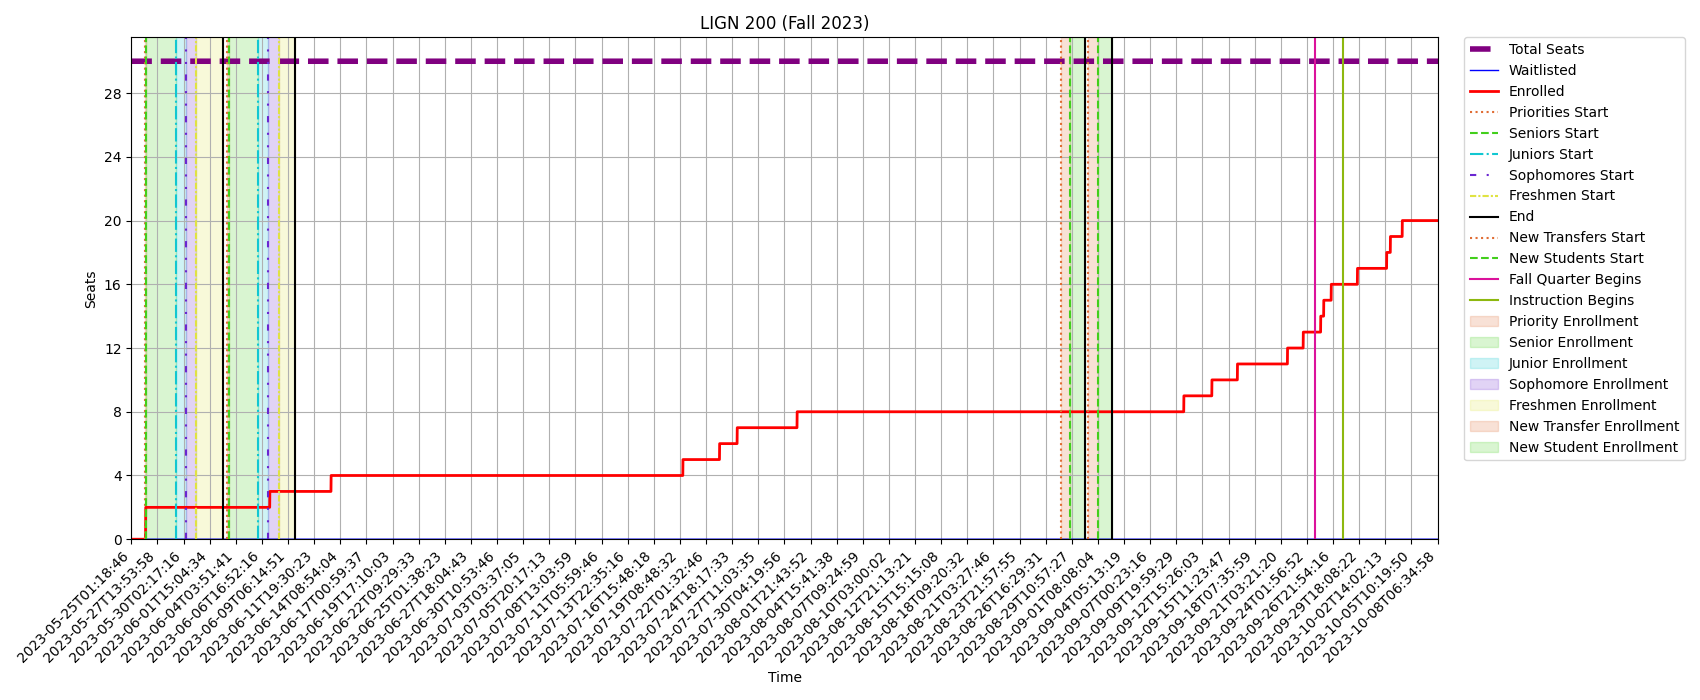 LIGN 200 (Fall 2023)
Seats
28
24
20
16
12
8
4
0
2023-05-25T01:18:46
2023-05-27T13:53:58
2023-05-30T02:17:16
2023-06-01T15:04:34
2023-06-04T03:51:41
2023-06-06T16:52:16
2023-06-09T06:14:51
2023-06-11T19:30:23
2023-06-14T08:54:04
2023-06-17T00:59:37
2023-06-19T17:10:03
2023-06-22T09:29:33
2023-06-25T01:38:23
2023-06-27T18:04:43
2023-06-30T10:53:46
2023-07-03T03:37:05
2023-07-05T20:17:13
2023-07-08T13:03:59
2023-07-11T05:59:46
2023-07-13T22:35:16
2023-07-16T15:48:18
2023-07-19T08:48:32
2023-07-22T01:32:46
2023-07-24T18:17:33
2023-07-27T11:03:35
2023-07-30T04:19:56
2023-08-01T21:43:52
2023-08-04T15:41:38
2023-08-07T09:24:59
2023-08-10T03:00:02
2023-08-12T21:13:21
2023-08-15T15:15:08
2023-08-18T09:20:32
2023-08-21T03:27:46
2023-08-23T21:57:55
2023-08-26T16:29:31
2023-08-29T10:57:27
2023-09-01T08:08:04
2023-09-04T05:13:19
2023-09-07T00:23:16
2023-09-09T19:59:29
2023-09-12T15:26:03
2023-09-15T11:23:47
2023-09-18T07:35:59
2023-09-21T03:21:20
2023-09-24T01:56:52
2023-09-26T21:54:16
2023-09-29T18:08:22
2023-10-02T14:02:13
2023-10-05T10:19:50
2023-10-08T06:34:58
Time
Total Seats
Waitlisted
Enrolled
Priorities Start
Seniors Start
Juniors Start
Sophomores Start
Freshmen Start
End
New Transfers Start
New Students Start
Fall Quarter Begins
Instruction Begins
Priority Enrollment
Senior Enrollment
Junior Enrollment
Sophomore Enrollment
Freshmen Enrollment
New Transfer Enrollment
New Student Enrollment